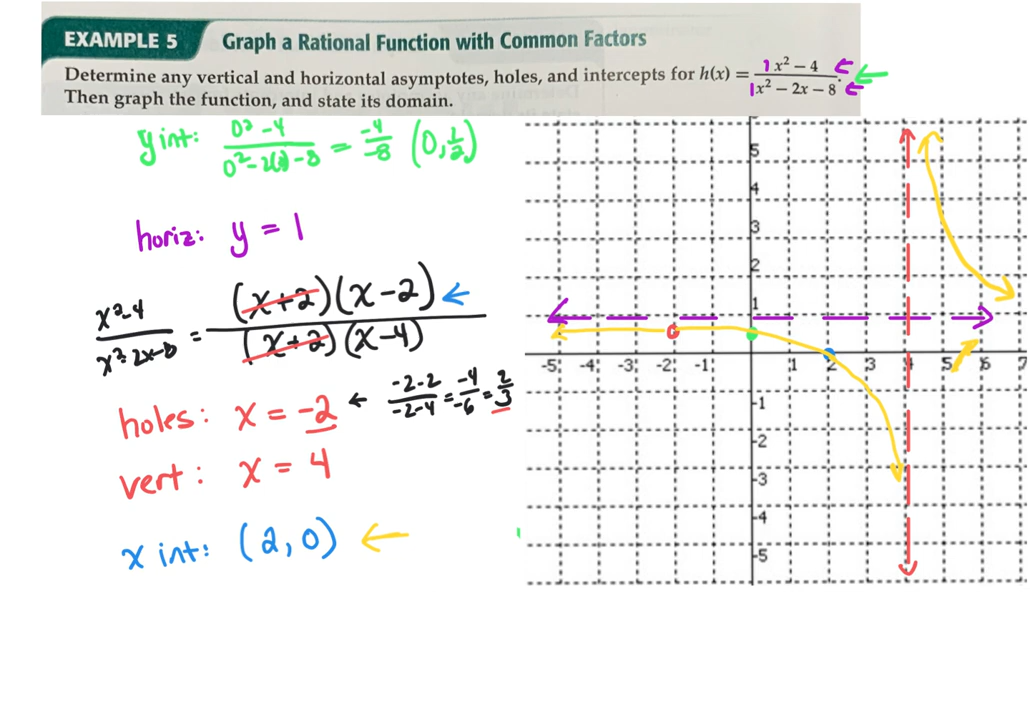 EXAMPLE 5 Graph a Rational Function with Common Factors
Determine any vertical and horizontal asymptotes, holes, and intercepts for h(x) = (1x² − 4)/(1x² − 2x − 8).
Then graph the function, and state its domain.
y int: (0² − 4)/(0² − 2(0) − 8) = −4/−8 (0, 1/2)
horiz: y = 1
(x² − 4)/(x² − 2x − 8) = ((x+2)(x−2))/((x+2)(x−4))
holes: x = −2 ← (−2−2)/(−2−4) = −4/−6 = 2/3
vert: x = 4
x int: (2, 0) ←
5
4
3
2
1
-5 -4 -3 -2 -1 1 2 3 4 5 6 7
-1
-2
-3
-4
-5